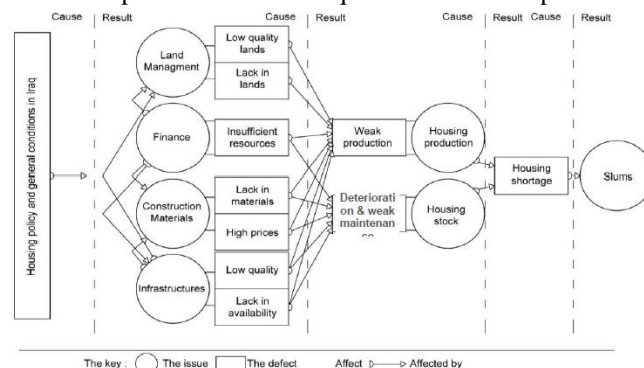 Cause
Result
Cause
Result
Cause
Result
Housing policy and general conditions in Iraq
Land
Managment
Low quality
lands
Lack in
lands
Finance
Insufficient
resources
Construction
Materials
Lack in
materials
High prices
Infrastructures
Low quality
Lack in
availability
Weak
production
Housing
production
Deteriorati
on & weak
maintenan
Housing
stock
Housing
shortage
Slums
The key :
The issue
The defect
Affect
Affected by